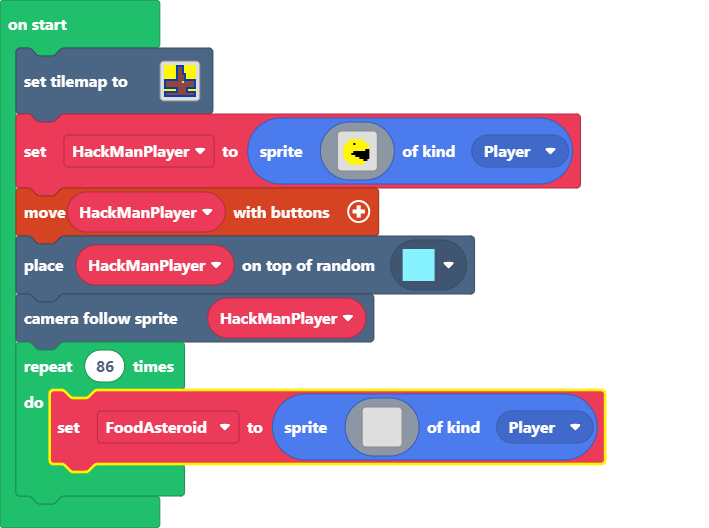 on start
set tilemap to
set HackManPlayer to sprite of kind Player
move HackManPlayer with buttons
place HackManPlayer on top of random
camera follow sprite HackManPlayer
repeat 86 times
do
set FoodAsteroid to sprite of kind Player